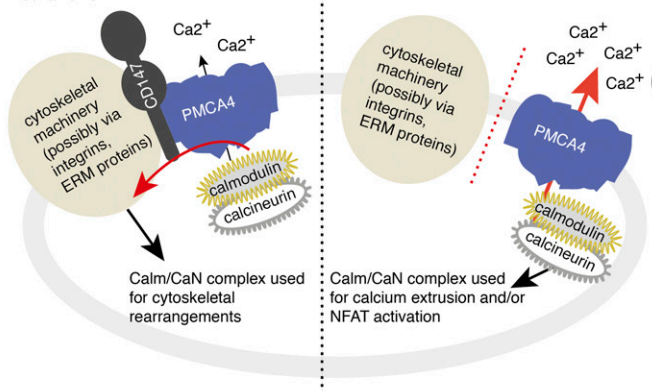 Ca2+
Ca2+
CD147
cytoskeletal
machinery
(possibly via
integrins,
ERM proteins)
PMCA4
calmodulin
calcineurin
Calm/CaN complex used
for cytoskeletal
rearrangements
Ca2+
Ca2+
Ca2+
Ca2+
cytoskeletal
machinery
(possibly via
integrins,
ERM proteins)
PMCA4
calmodulin
calcineurin
Calm/CaN complex used
for calcium extrusion and/or
NFAT activation